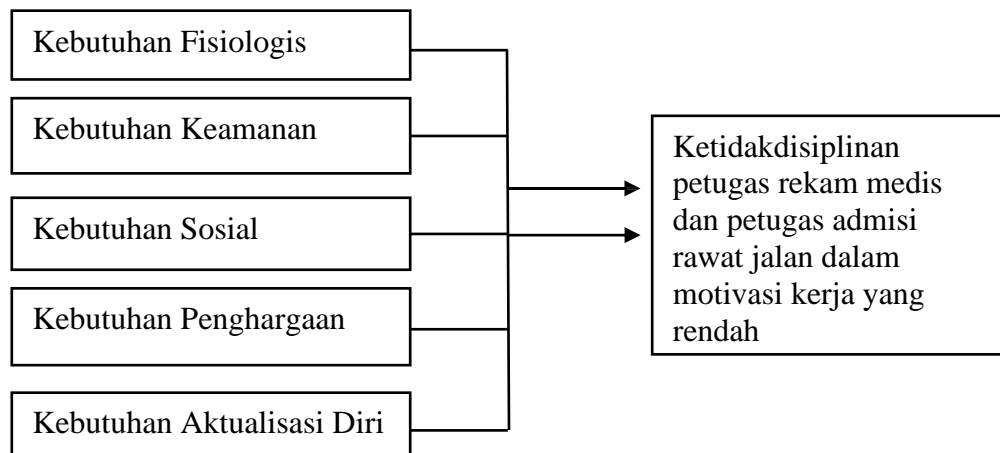 Kebutuhan Fisiologis
Kebutuhan Keamanan
Kebutuhan Sosial
Kebutuhan Penghargaan
Kebutuhan Aktualisasi Diri
Ketidakdisiplinan
petugas rekam medis
dan petugas admisi
rawat jalan dalam
motivasi kerja yang
rendah